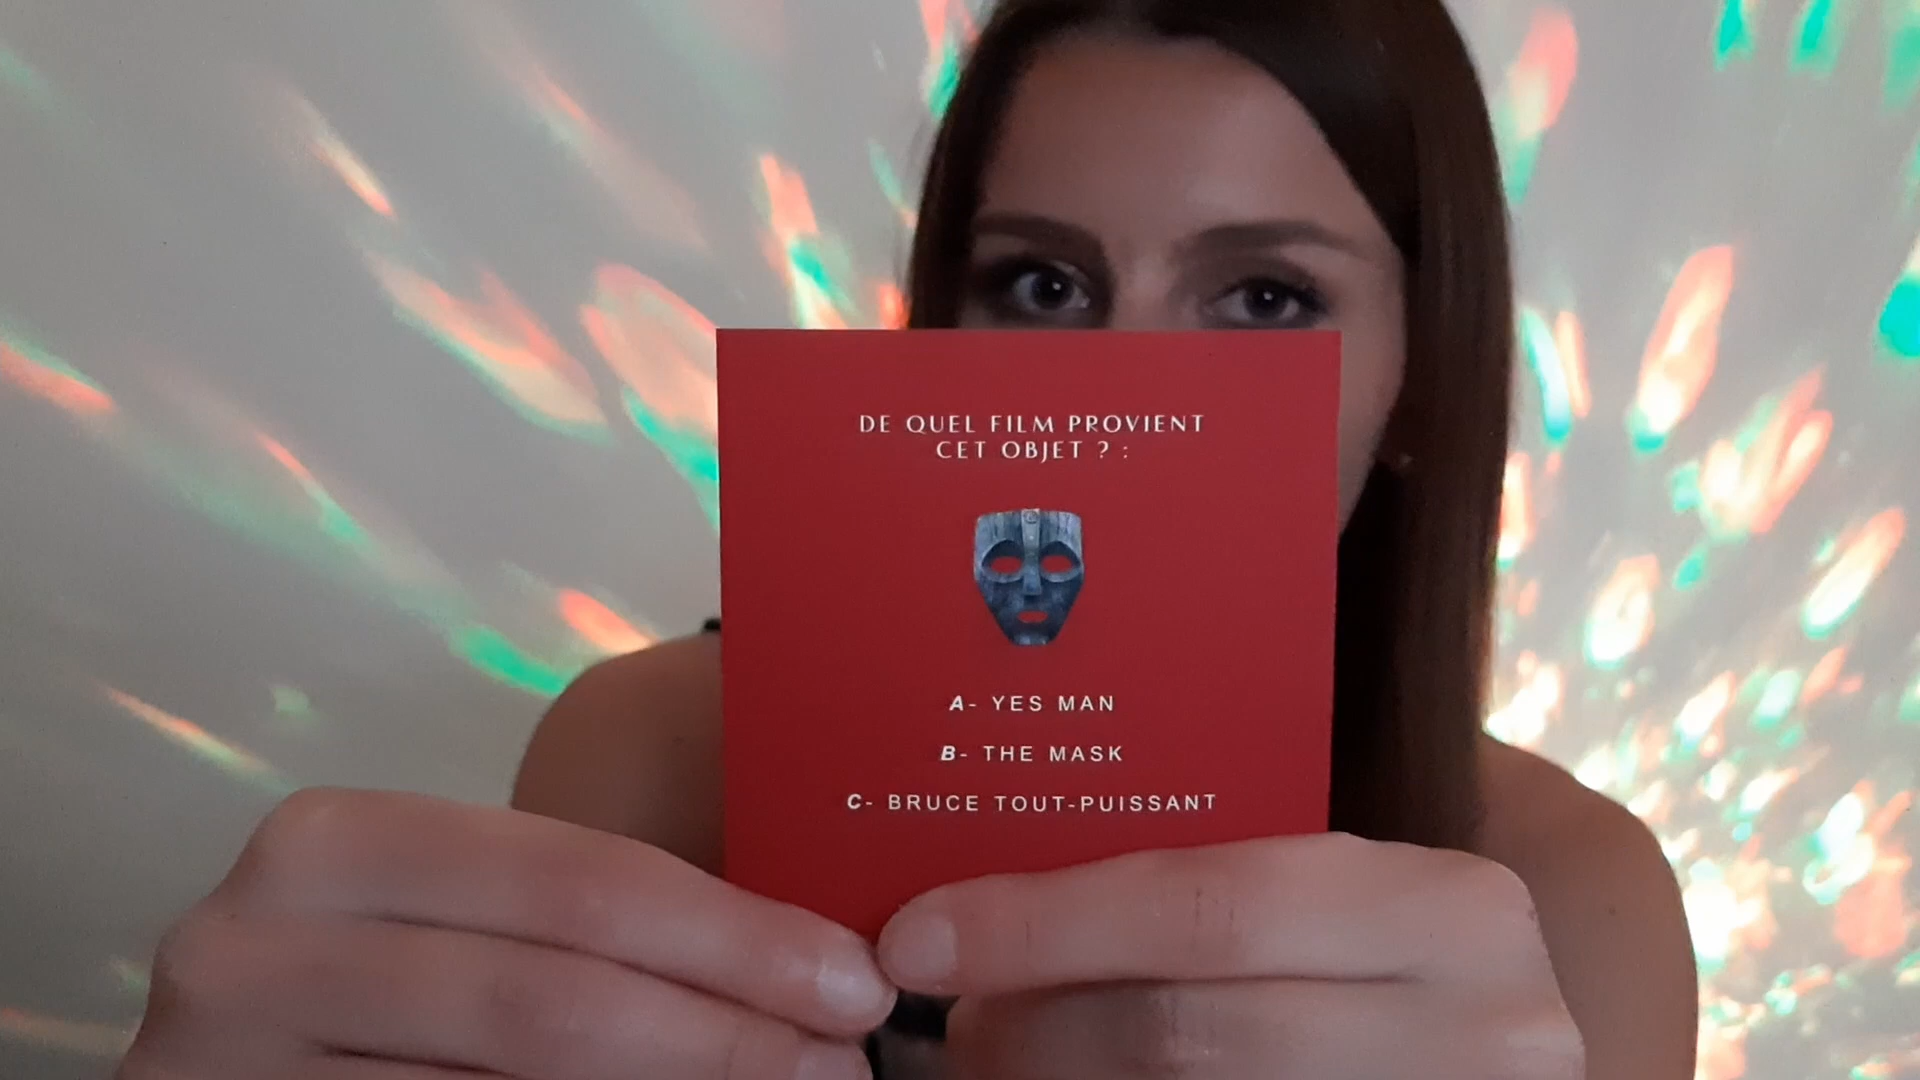 DE QUEL FILM PROVIENT
CET OBJET ? :
A- YES MAN
B- THE MASK
C- BRUCE TOUT-PUISSANT